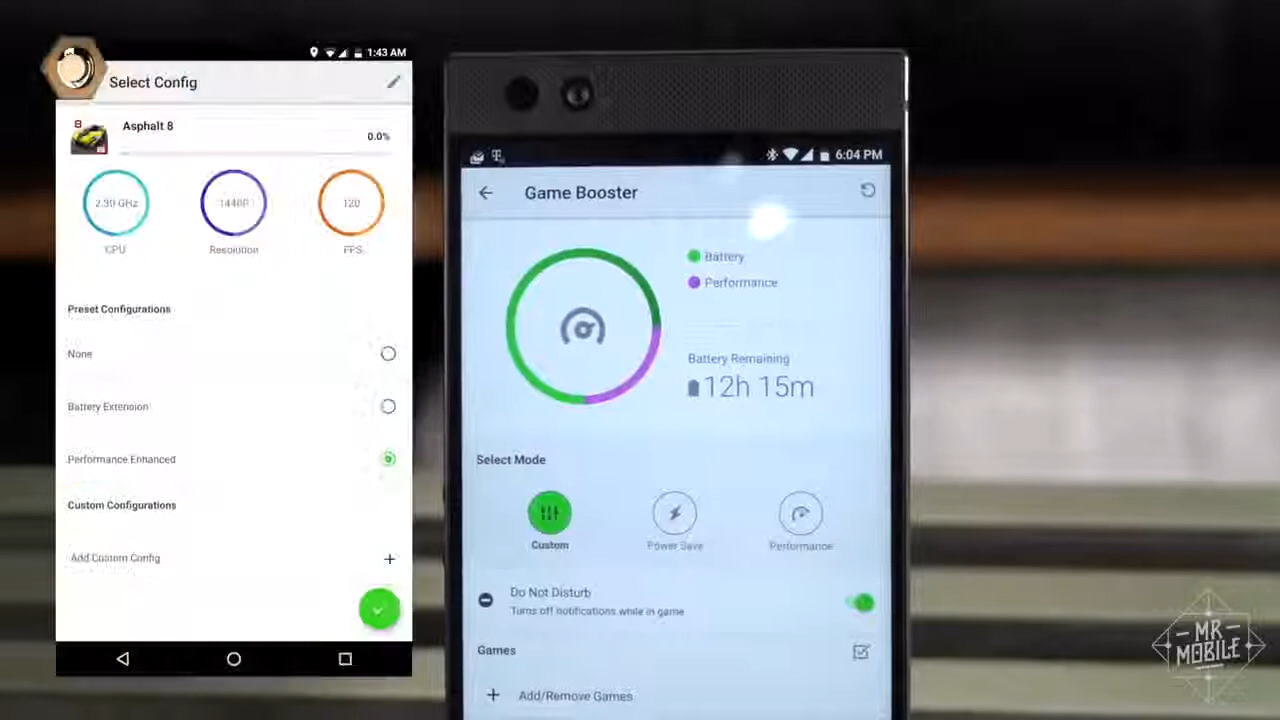 1:43 AM
Select Config
Asphalt 8
0.0%
2.30 GHz
1440P
120
CPU
Resolution
FPS
Preset Configurations
None
Battery Extension
Performance Enhanced
Custom Configurations
Add Custom Config
6:04 PM
Game Booster
Battery
Performance
Battery Remaining
12h 15m
Select Mode
Custom
Power Save
Performance
Do Not Disturb
Turns off notifications while in game
Games
Add/Remove Games
MR
MOBILE